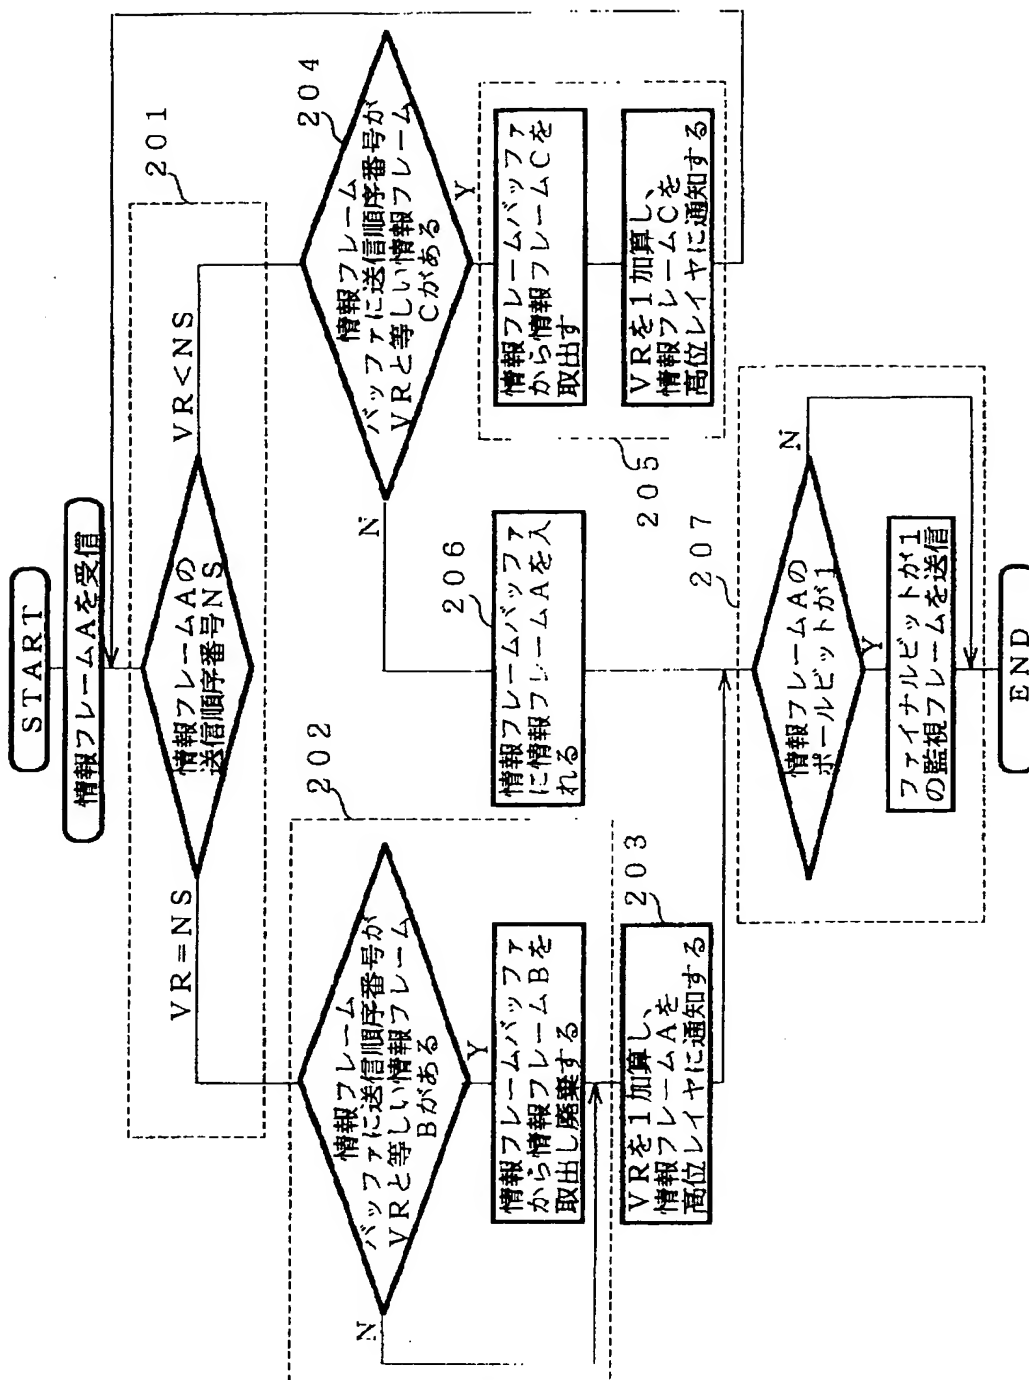 START
情報フレームAを受信
201
情報フレームAの
送信順序番号NS
VR=NS
VR<NS
202
情報フレーム
バッファに送信順序番号が
VRと等しい情報フレーム
Bがある
N
Y
情報フレームバッファ
から情報フレームBを
取出し廃棄する
203
VRを1加算し、
情報フレームAを
高位レイヤに通知する
204
情報フレーム
バッファに送信順序番号が
VRと等しい情報フレーム
Cがある
N
Y
206
情報フレームバッファ
に情報フレームAを入
れる
205
情報フレームバッファ
から情報フレームCを
取出す
VRを1加算し、
情報フレームCを
高位レイヤに通知する
207
情報フレームAの
ポールビットが1
N
Y
ファイナルビットが1
の監視フレームを送信
END